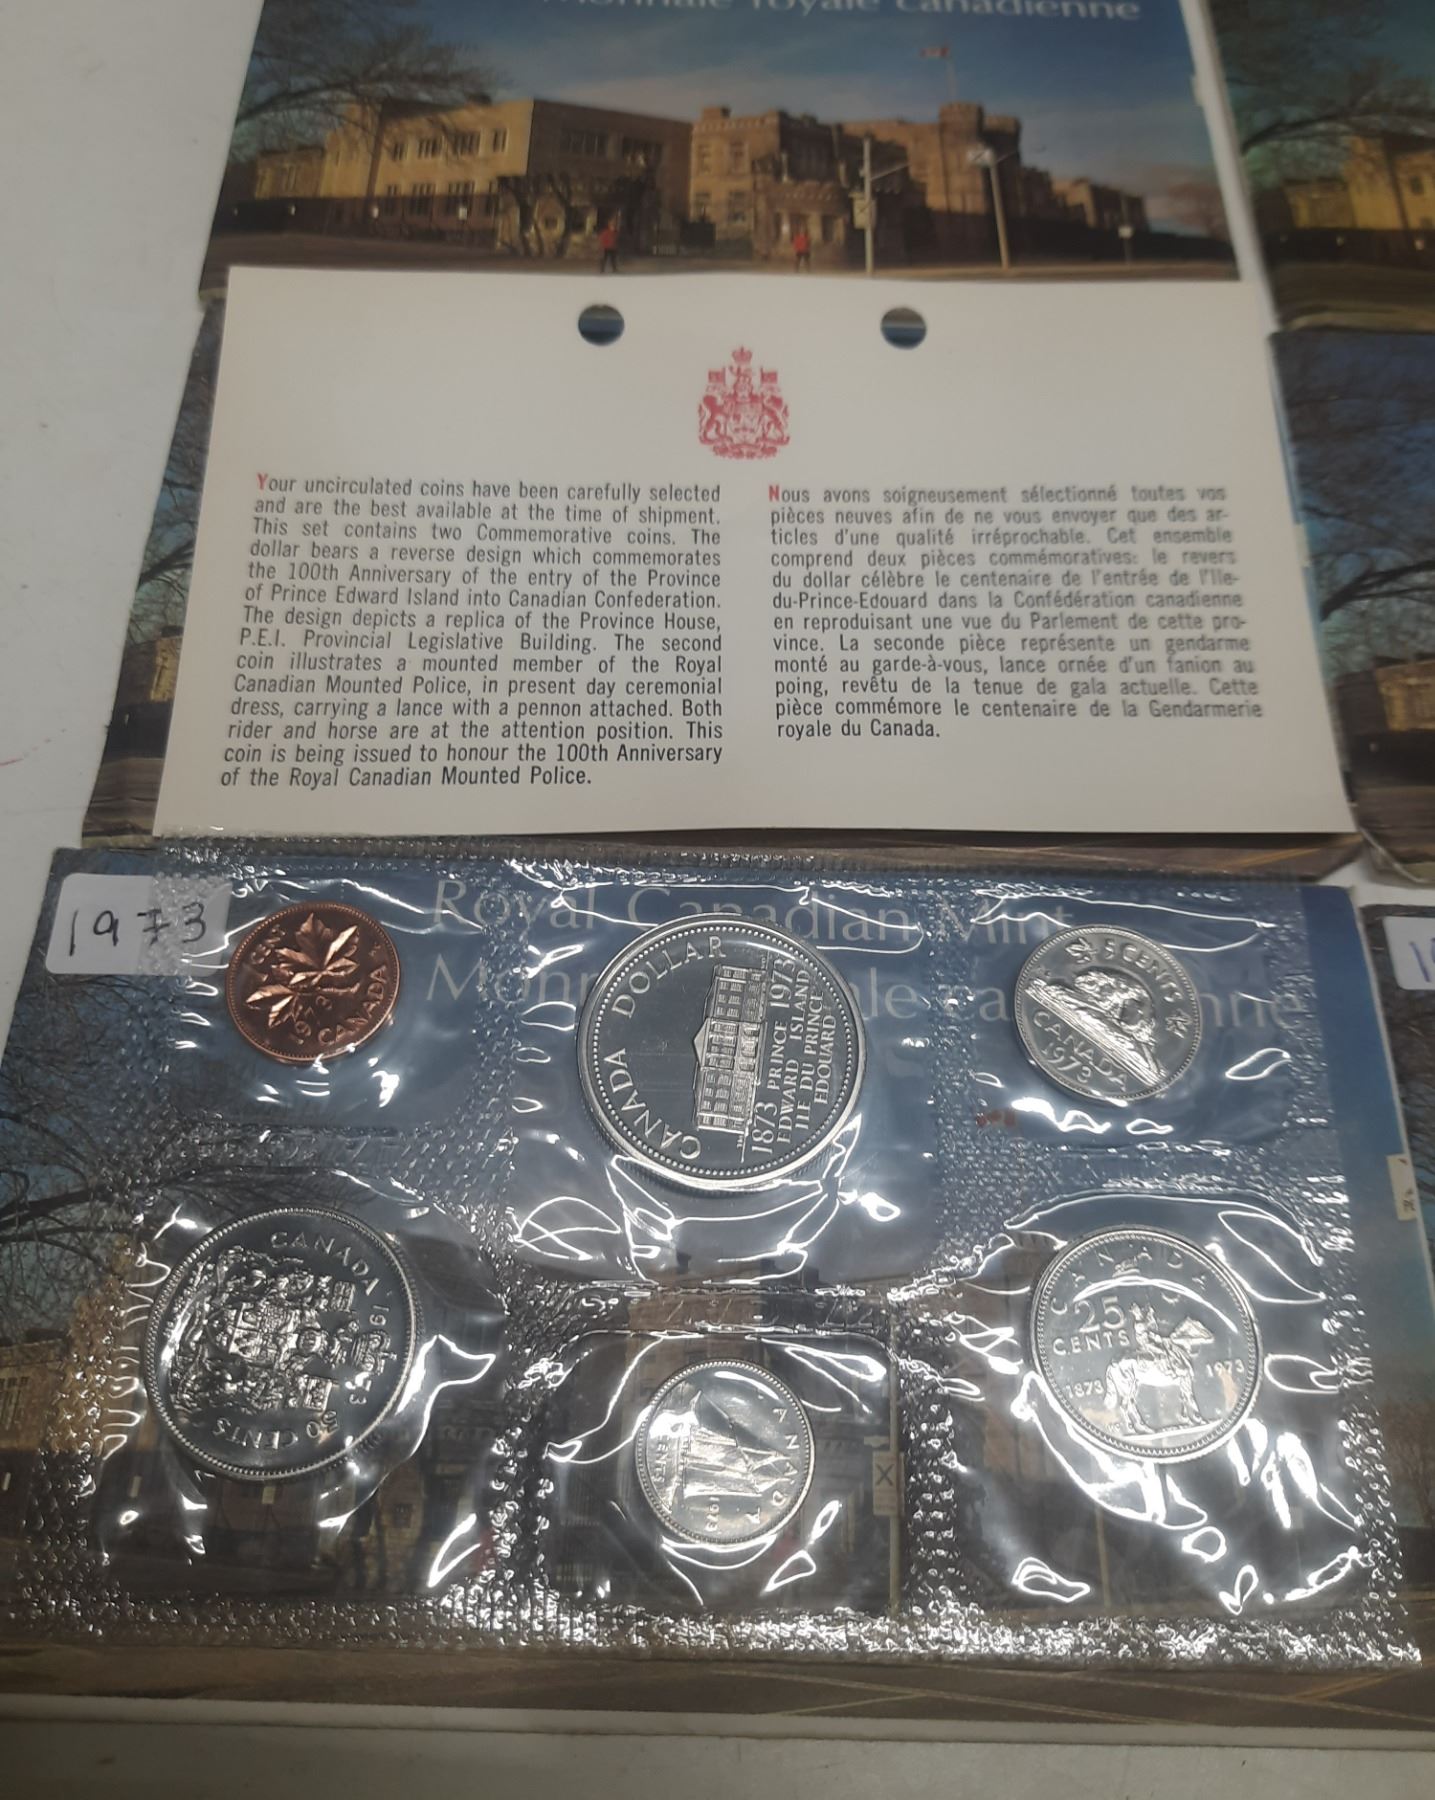 Monnaie royale canadienne
Your uncirculated coins have been carefully selected
and are the best available at the time of shipment.
This set contains two Commemorative coins. The
dollar bears a reverse design which commemorates
the 100th Anniversary of the entry of the Province
of Prince Edward Island into Canadian Confederation.
The design depicts a replica of the Province House,
P.E.I. Provincial Legislative Building. The second
coin illustrates a mounted member of the Royal
Canadian Mounted Police, in present day ceremonial
dress, carrying a lance with a pennon attached. Both
rider and horse are at the attention position. This
coin is being issued to honour the 100th Anniversary
of the Royal Canadian Mounted Police.
Nous avons soigneusement sélectionné toutes vos
pièces neuves afin de ne vous envoyer que des ar-
ticles d'une qualité irréprochable. Cet ensemble
comprend deux pièces commémoratives: le revers
du dollar célèbre le centenaire de l'entrée de l'Ile-
du-Prince-Edouard dans la Confédération canadienne
en reproduisant une vue du Parlement de cette pro-
vince. La seconde pièce représente un gendarme
monté au garde-à-vous, lance ornée d'un fanion au
poing, revêtu de la tenue de gala actuelle. Cette
pièce commémore le centenaire de la Gendarmerie
royale du Canada.
1973
Royal Canadian Mint
1 CENT
1973
CANADA
CANADA DOLLAR
1873 PRINCE 1973
EDWARD ISLAND
ILE DU PRINCE
EDOUARD
5 CENTS
CANADA
1973
CANADA 1973
50 CENTS
CANADA
CENTS
1973
CANADA
25
CENTS
1873 1973